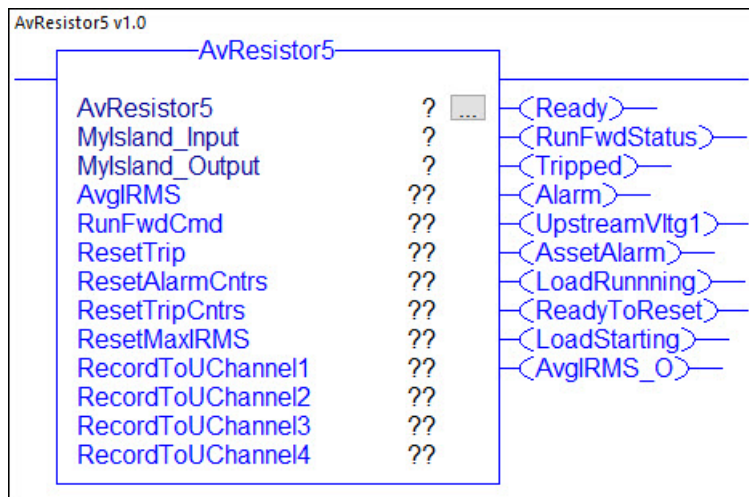 AvResistor5 v1.0
AvResistor5
AvResistor5 ? ... Ready
MyIsland_Input ? RunFwdStatus
MyIsland_Output ? Tripped
AvgIRMS ?? Alarm
RunFwdCmd ?? UpstreamVltg1
ResetTrip ?? AssetAlarm
ResetAlarmCntrs ?? LoadRunnning
ResetTripCntrs ?? ReadyToReset
ResetMaxIRMS ?? LoadStarting
RecordToUChannel1 ?? AvgIRMS_O
RecordToUChannel2 ??
RecordToUChannel3 ??
RecordToUChannel4 ??